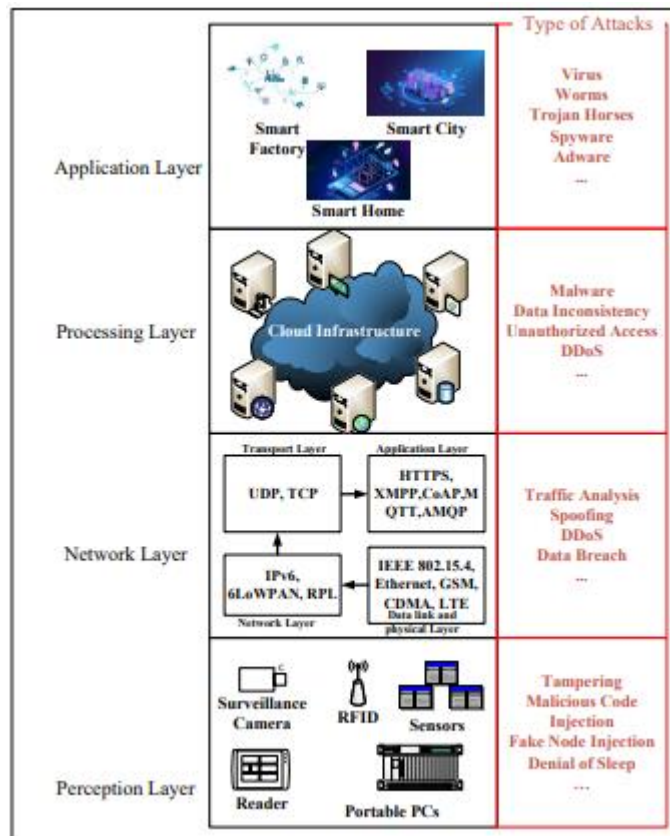 Type of Attacks
Application Layer
Smart
Factory
Smart City
Smart Home
Virus
Worms
Trojan Horses
Spyware
Adware
...
Processing Layer
Cloud Infrastructure
Malware
Data Inconsistency
Unauthorized Access
DDoS
...
Network Layer
Transport Layer
UDP, TCP
Application Layer
HTTPS,
XMPP,CoAP,M
QTT,AMQP
IPv6,
6LoWPAN, RPL
Network Layer
IEEE 802.15.4,
Ethernet, GSM,
CDMA, LTE
Data link and
physical Layer
Traffic Analysis
Spoofing
DDoS
Data Breach
...
Perception Layer
Surveillance
Camera
RFID
Sensors
Reader
Portable PCs
Tampering
Malicious Code
Injection
Fake Node Injection
Denial of Sleep
...